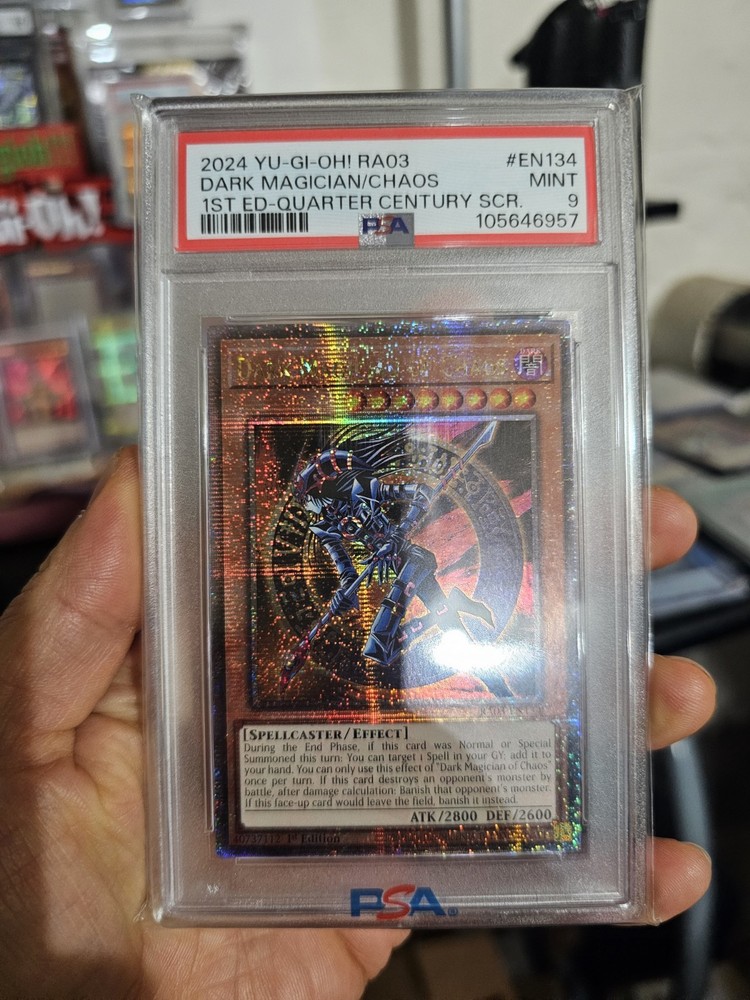 2024 YU-GI-OH! RA03 #EN134
DARK MAGICIAN/CHAOS MINT
1ST ED-QUARTER CENTURY SCR. 9
PSA 105646957
[SPELLCASTER/EFFECT]
During the End Phase, if this card was Normal or Special
Summoned this turn: You can target 1 Spell in your GY; add it to
your hand. You can only use this effect of "Dark Magician of Chaos"
once per turn. If this card destroys an opponent's monster by
battle, after damage calculation: Banish that opponent's monster.
If this face-up card would leave the field, banish it instead.
ATK/2800 DEF/2600
1st Edition
PSA®